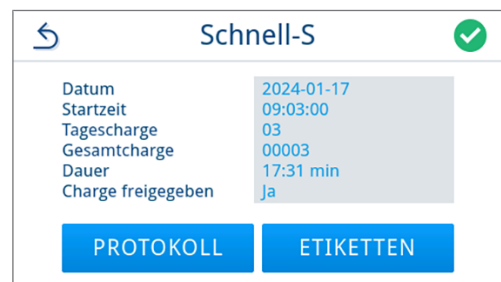 Schnell-S
Datum 2024-01-17
Startzeit 09:03:00
Tagescharge 03
Gesamtcharge 00003
Dauer 17:31 min
Charge freigegeben Ja
PROTOKOLL ETIKETTEN